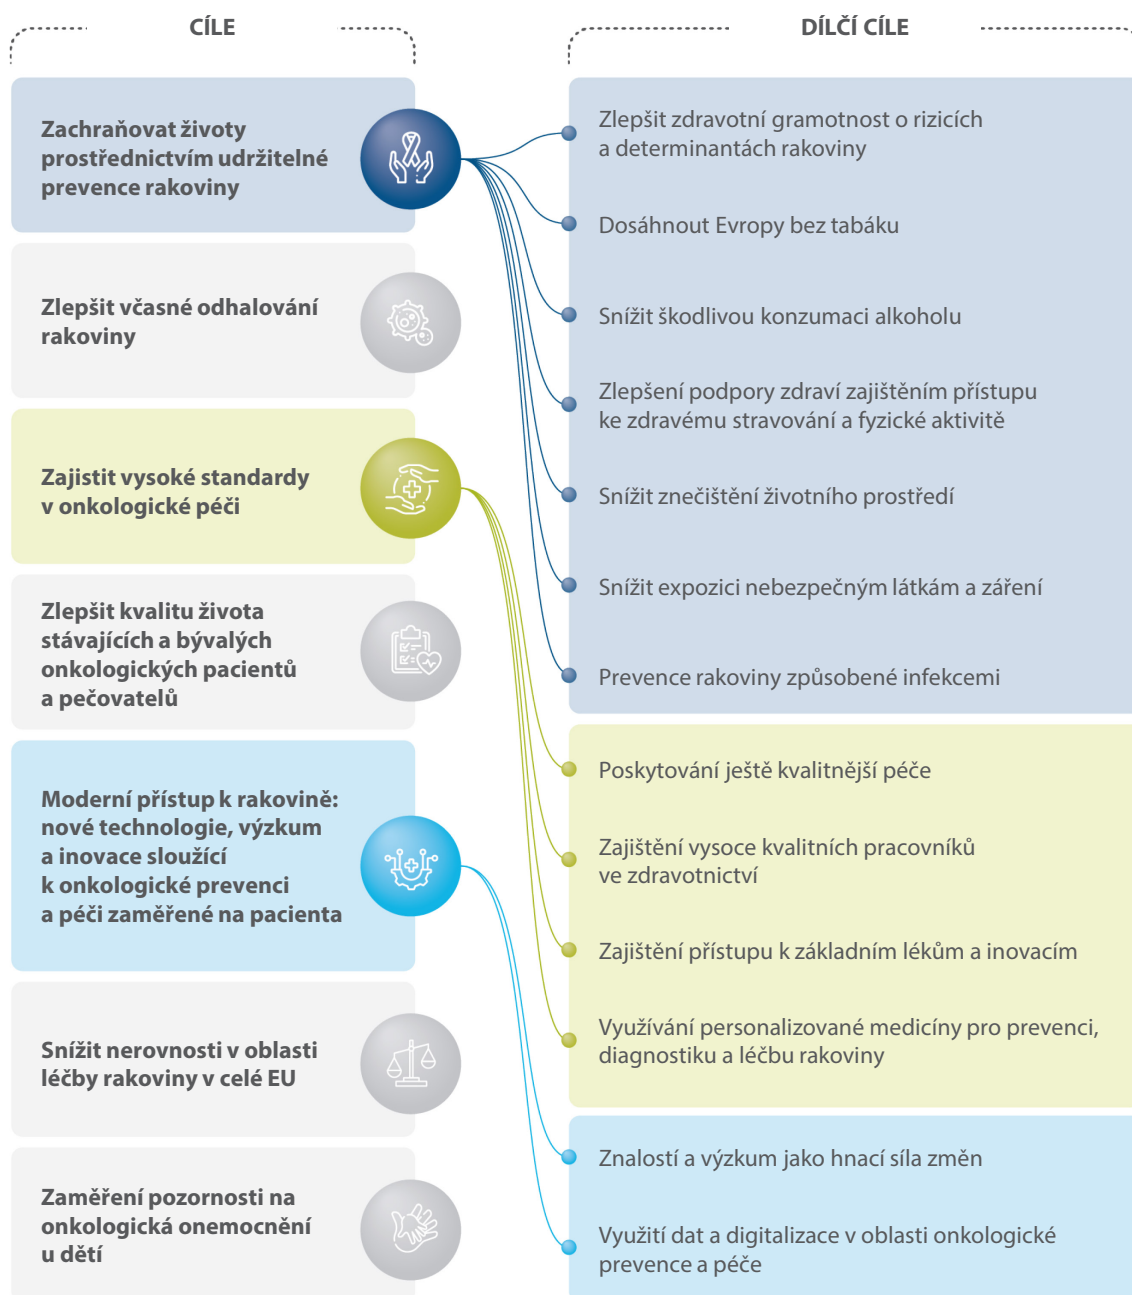 CÍLE
Zachraňovat životy
prostřednictvím udržitelné
prevence rakoviny
Zlepšit včasné odhalování
rakoviny
Zajistit vysoké standardy
v onkologické péči
Zlepšit kvalitu života
stávajících a bývalých
onkologických pacientů
a pečovatelů
Moderní přístup k rakovině:
nové technologie, výzkum
a inovace sloužící
k onkologické prevenci
a péči zaměřené na pacienta
Snížit nerovnosti v oblasti
léčby rakoviny v celé EU
Zaměření pozornosti na
onkologická onemocnění
u dětí
DÍLČÍ CÍLE
Zlepšit zdravotní gramotnost o rizicích
a determinantách rakoviny
Dosáhnout Evropy bez tabáku
Snížit škodlivou konzumaci alkoholu
Zlepšení podpory zdraví zajištěním přístupu
ke zdravému stravování a fyzické aktivitě
Snížit znečištění životního prostředí
Snížit expozici nebezpečným látkám a záření
Prevence rakoviny způsobené infekcemi
Poskytování ještě kvalitnější péče
Zajištění vysoce kvalitních pracovníků
ve zdravotnictví
Zajištění přístupu k základním lékům a inovacím
Využívání personalizované medicíny pro prevenci,
diagnostiku a léčbu rakoviny
Znalostí a výzkum jako hnací síla změn
Využití dat a digitalizace v oblasti onkologické
prevence a péče